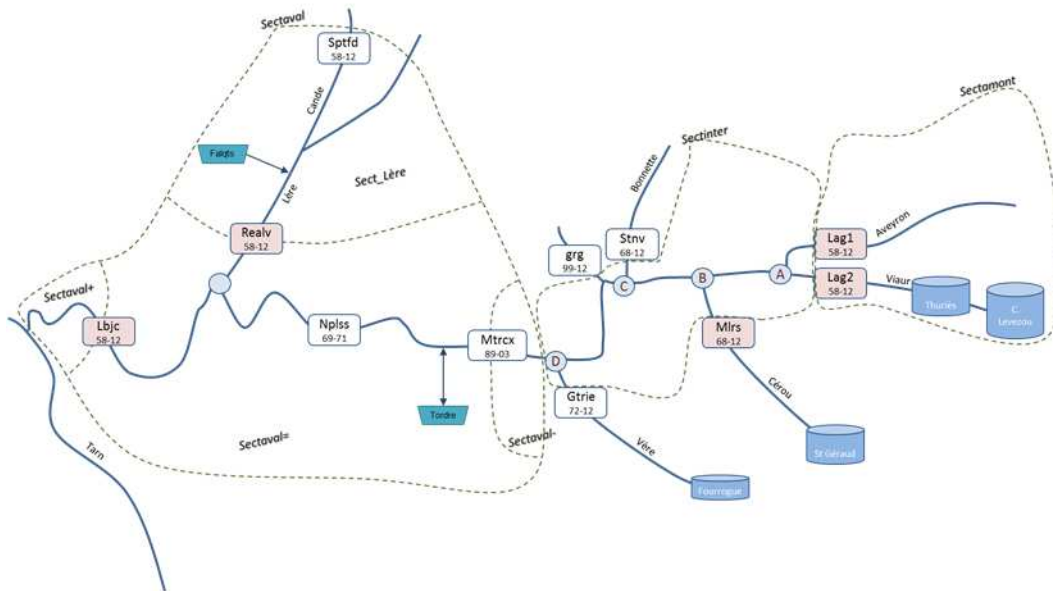 Sectaval
Sptfd
58-12
Cande
Sectamont
Sectinter
Bonnette
Falqts
Sect_Lère
Lère
Aveyron
Realv
58-12
Stnv
68-12
Lag1
58-12
grg
99-12
A
B
C
Lag2
58-12
Viaur
Thuriès
C.
Levezou
Sectaval+
Lbjc
58-12
Nplss
69-71
Mtrcx
89-03
Mlrs
68-12
D
Gtrie
72-12
Cérou
Tordre
Sectaval=
Sectaval-
Tarn
Vère
St Géraud
Fourrogue